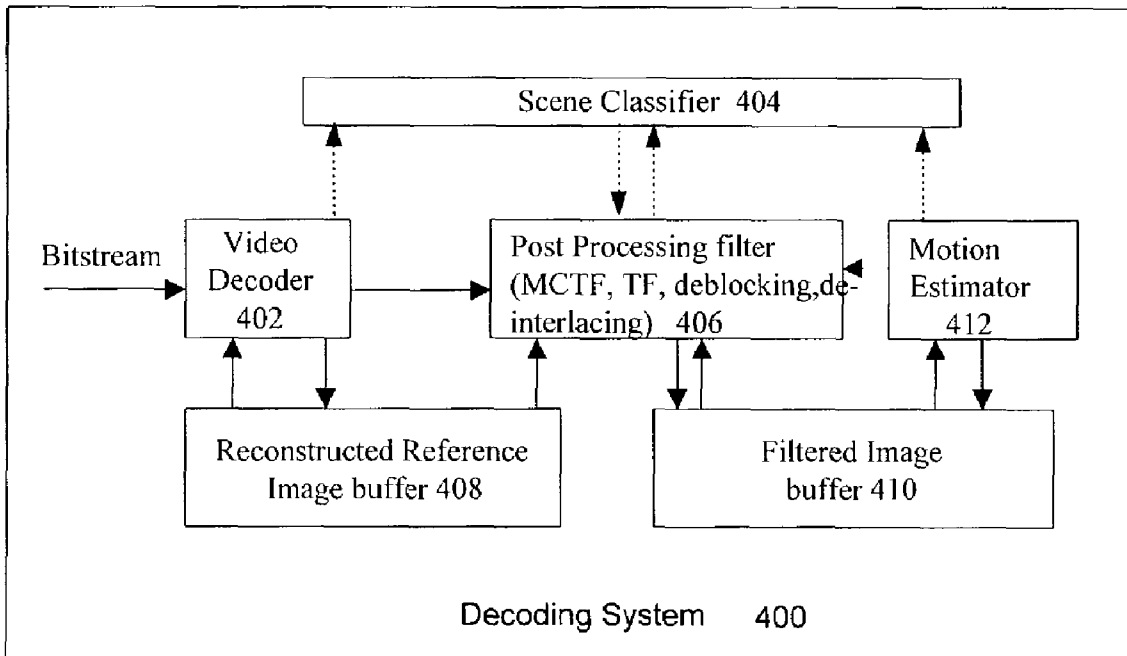 Scene Classifier 404
Bitstream
Video
Decoder
402
Post Processing filter
(MCTF, TF, deblocking,de-
interlacing) 406
Motion
Estimator
412
Reconstructed Reference
Image buffer 408
Filtered Image
buffer 410
Decoding System 400